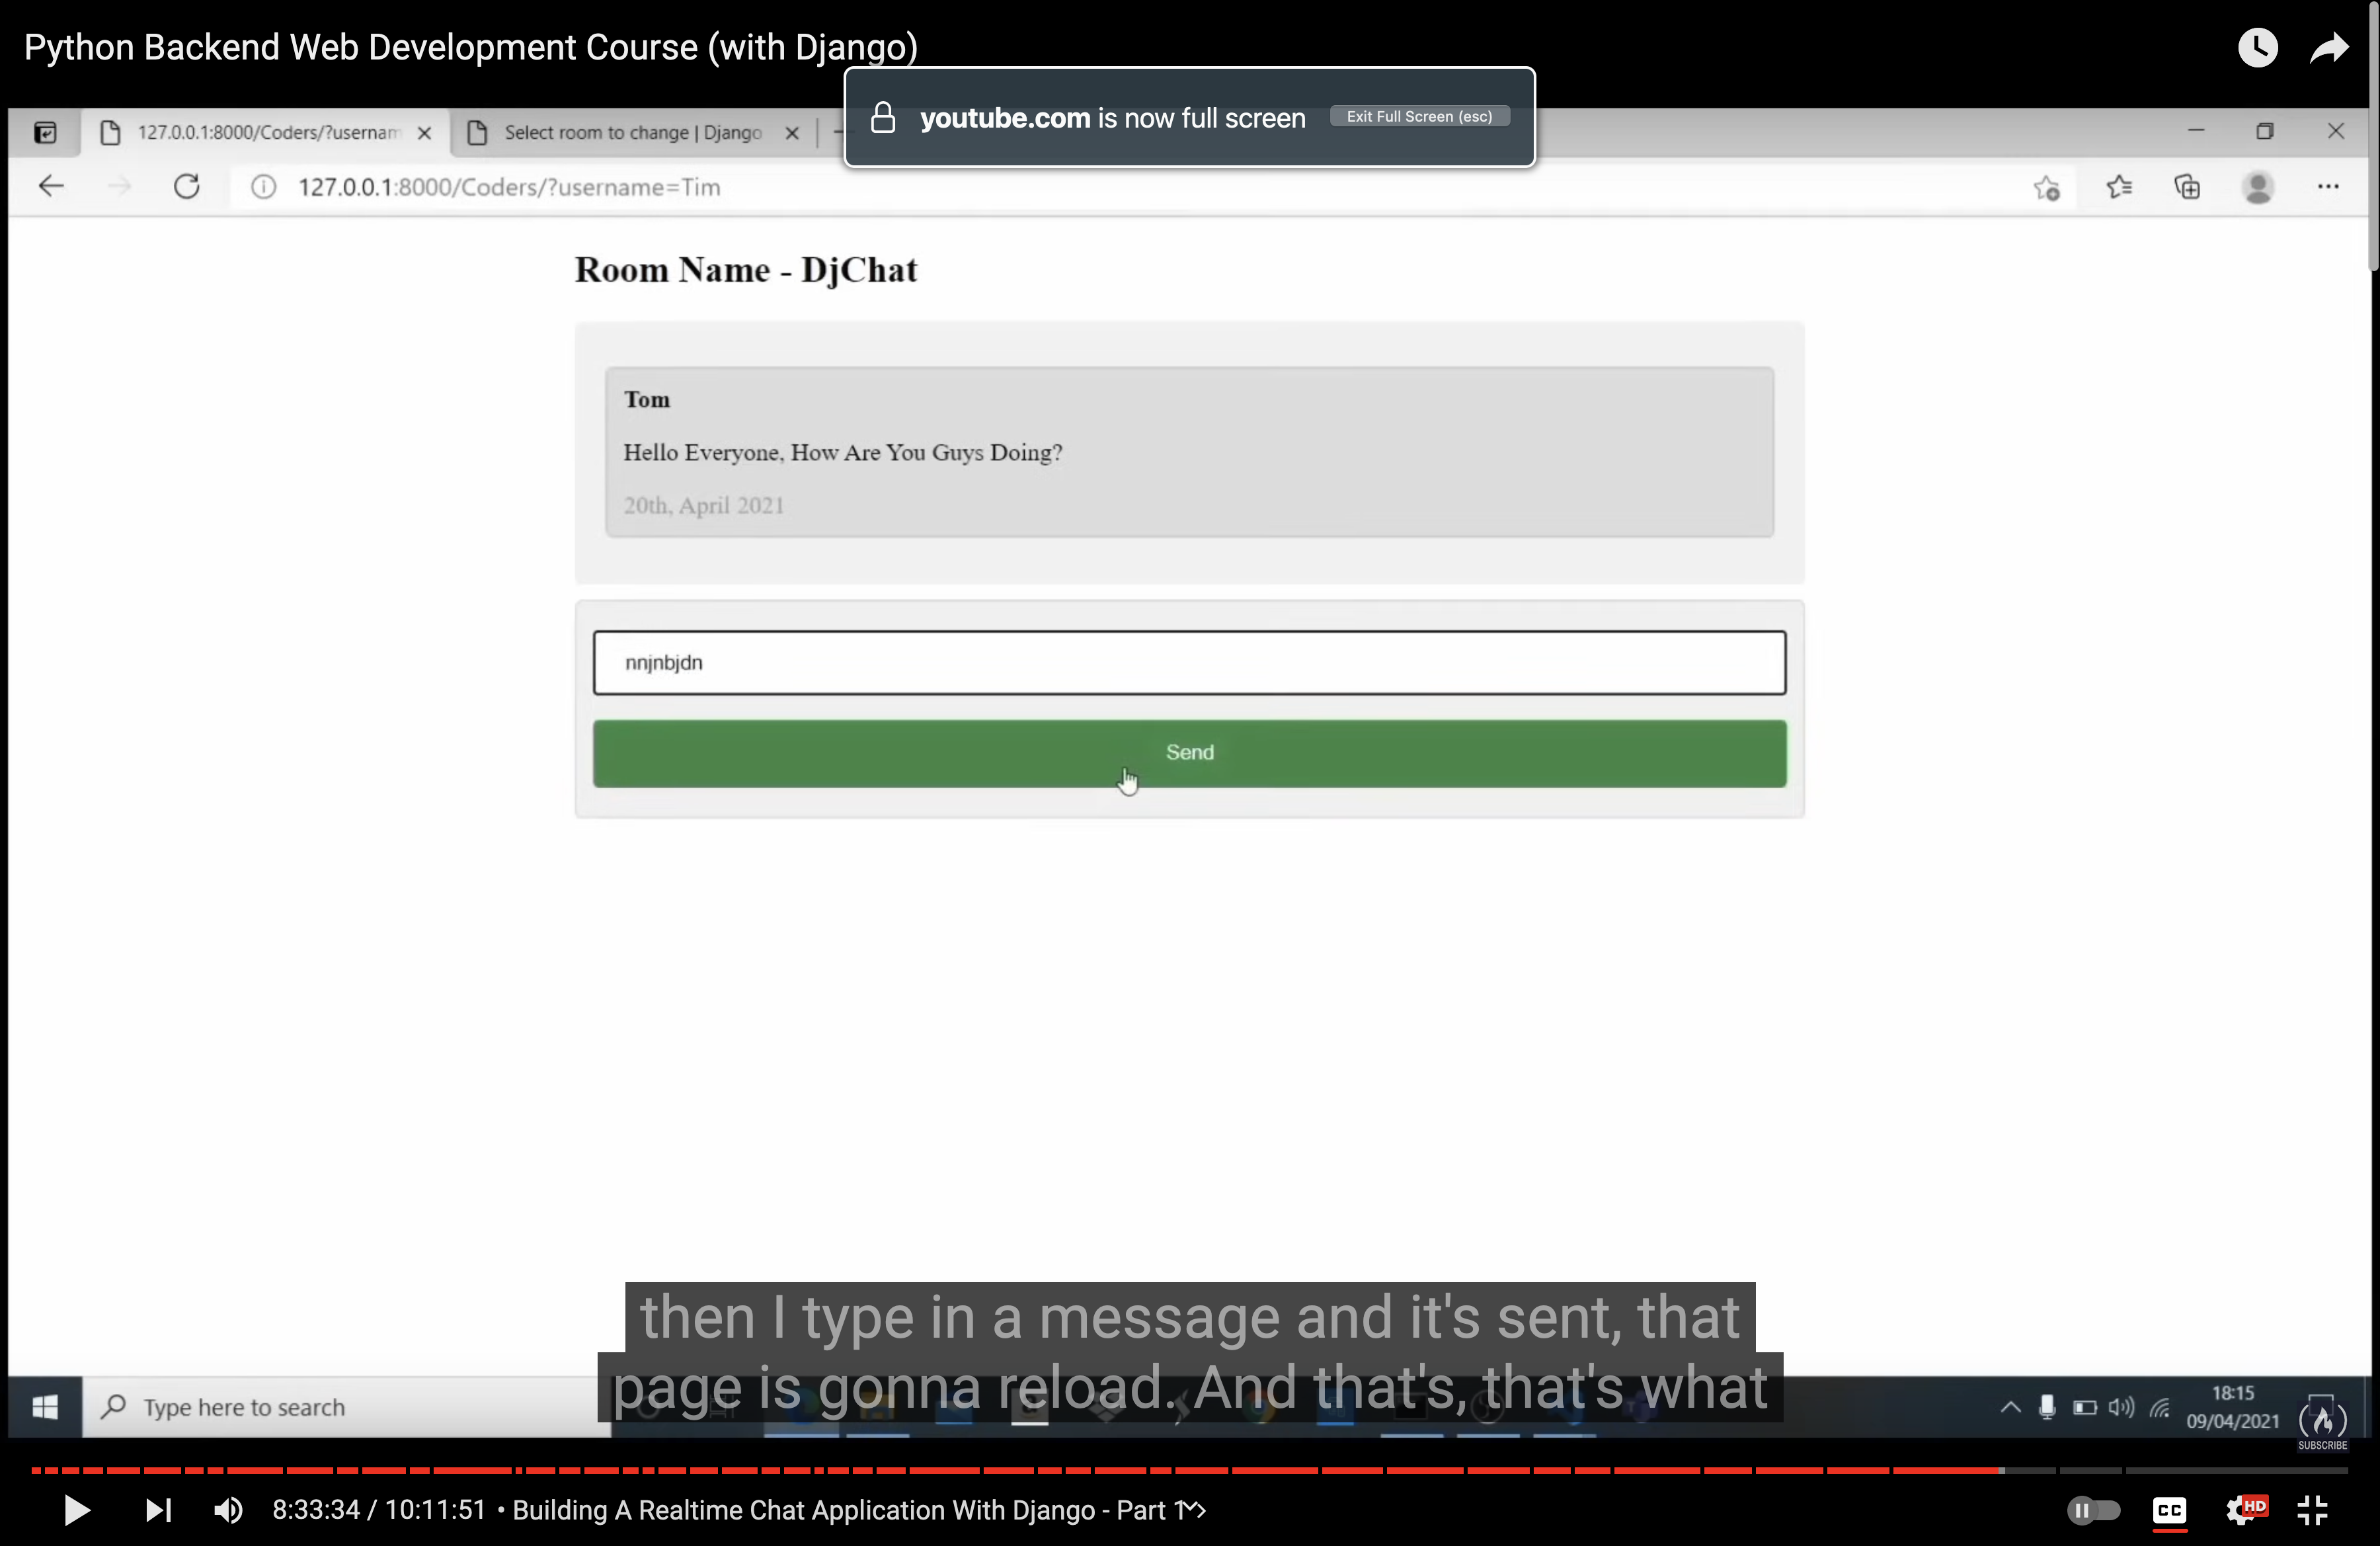 Python Backend Web Development Course (with Django)
youtube.com is now full screen
Exit Full Screen (esc)
127.0.0.1:8000/Coders/?usernam
Select room to change | Django
127.0.0.1:8000/Coders/?username=Tim
Room Name - DjChat
Tom
Hello Everyone, How Are You Guys Doing?
20th, April 2021
nnjnbjdn
Send
then I type in a message and it's sent, that
page is gonna reload. And that's, that's what
Type here to search
18:15
09/04/2021
SUBSCRIBE
8:33:34 / 10:11:51 • Building A Realtime Chat Application With Django - Part 1
CC
HD